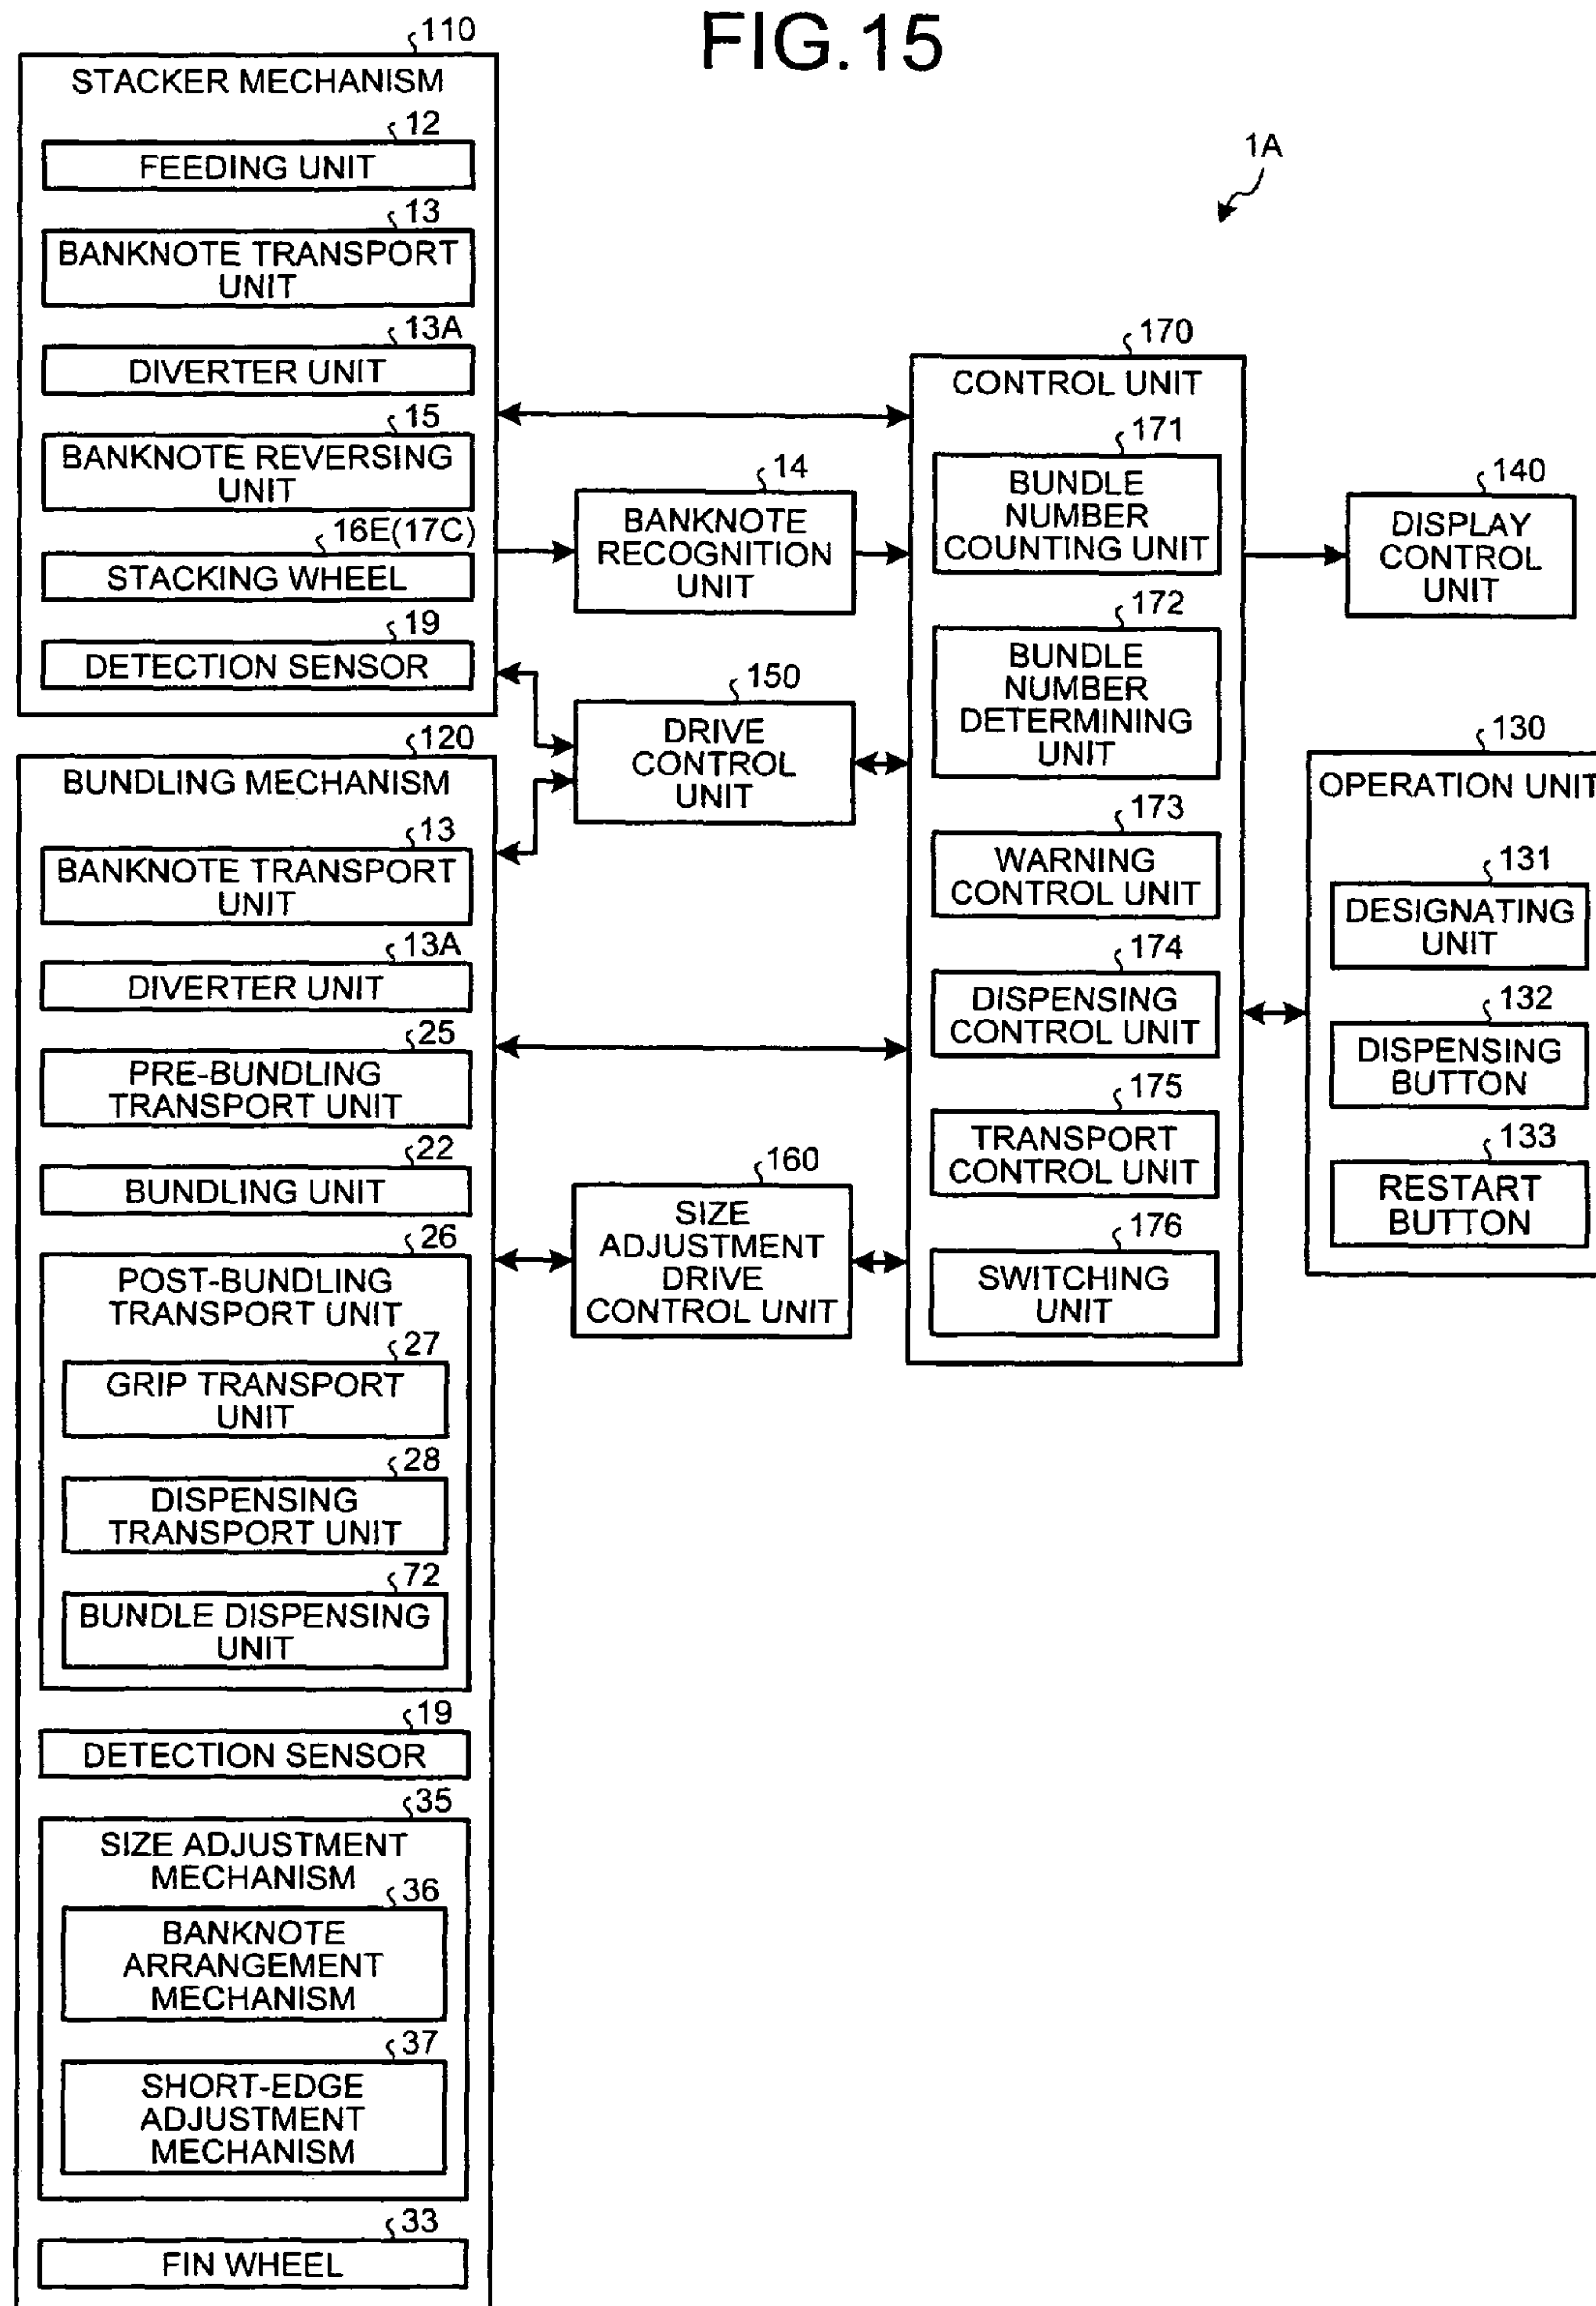 FIG.15
1A
110
STACKER MECHANISM
12
FEEDING UNIT
13
BANKNOTE TRANSPORT
UNIT
13A
DIVERTER UNIT
15
BANKNOTE REVERSING
UNIT
16E(17C)
STACKING WHEEL
19
DETECTION SENSOR
120
BUNDLING MECHANISM
13
BANKNOTE TRANSPORT
UNIT
13A
DIVERTER UNIT
25
PRE-BUNDLING
TRANSPORT UNIT
22
BUNDLING UNIT
26
POST-BUNDLING
TRANSPORT UNIT
27
GRIP TRANSPORT
UNIT
28
DISPENSING
TRANSPORT UNIT
72
BUNDLE DISPENSING
UNIT
19
DETECTION SENSOR
35
SIZE ADJUSTMENT
MECHANISM
36
BANKNOTE
ARRANGEMENT
MECHANISM
37
SHORT-EDGE
ADJUSTMENT
MECHANISM
33
FIN WHEEL
14
BANKNOTE
RECOGNITION
UNIT
150
DRIVE
CONTROL
UNIT
160
SIZE
ADJUSTMENT
DRIVE
CONTROL UNIT
170
CONTROL UNIT
171
BUNDLE
NUMBER
COUNTING UNIT
172
BUNDLE
NUMBER
DETERMINING
UNIT
173
WARNING
CONTROL UNIT
174
DISPENSING
CONTROL UNIT
175
TRANSPORT
CONTROL UNIT
176
SWITCHING
UNIT
140
DISPLAY
CONTROL
UNIT
130
OPERATION UNIT
131
DESIGNATING
UNIT
132
DISPENSING
BUTTON
133
RESTART
BUTTON